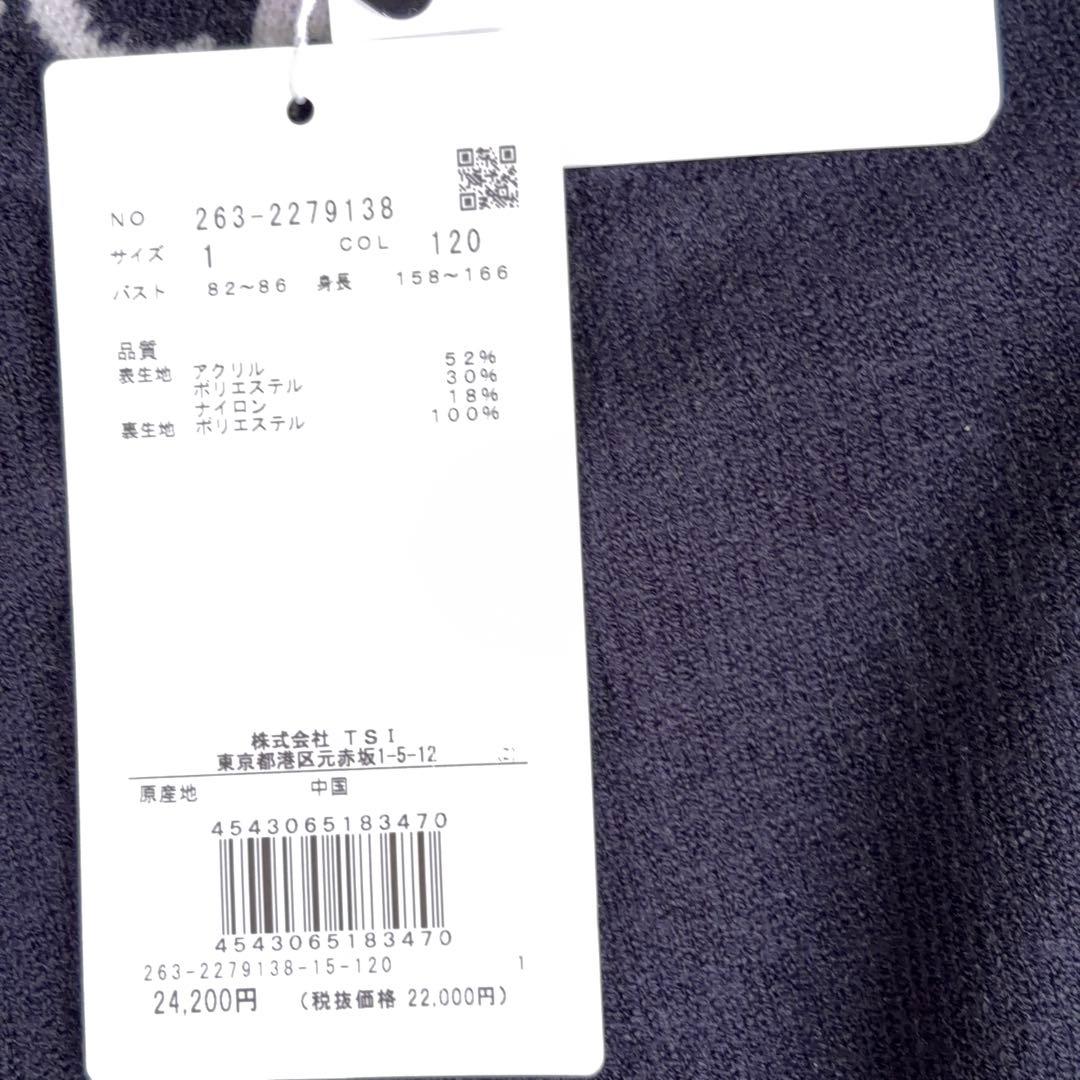 NO 263-2279138
サイズ 1 COL 120
バスト 82~86 身長 158~166
品質
表生地 アクリル 52%
ポリエステル 30%
ナイロン 18%
裏生地 ポリエステル 100%
株式会社 TSI
東京都港区元赤坂1-5-12 (ニ)
原産地 中国
4543065183470
4543065183470
263-2279138-15-120 1
24,200円 (税抜価格 22,000円)